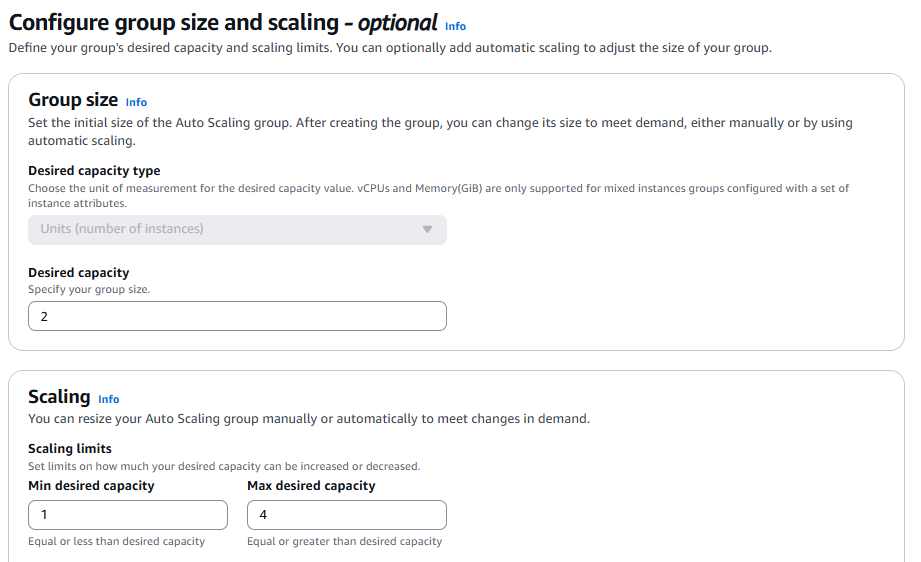 Configure group size and scaling - optional Info
Define your group's desired capacity and scaling limits. You can optionally add automatic scaling to adjust the size of your group.
Group size Info
Set the initial size of the Auto Scaling group. After creating the group, you can change its size to meet demand, either manually or by using
automatic scaling.
Desired capacity type
Choose the unit of measurement for the desired capacity value. vCPUs and Memory(GiB) are only supported for mixed instances groups configured with a set of
instance attributes.
Units (number of instances)
Desired capacity
Specify your group size.
2
Scaling Info
You can resize your Auto Scaling group manually or automatically to meet changes in demand.
Scaling limits
Set limits on how much your desired capacity can be increased or decreased.
Min desired capacity Max desired capacity
1 4
Equal or less than desired capacity Equal or greater than desired capacity